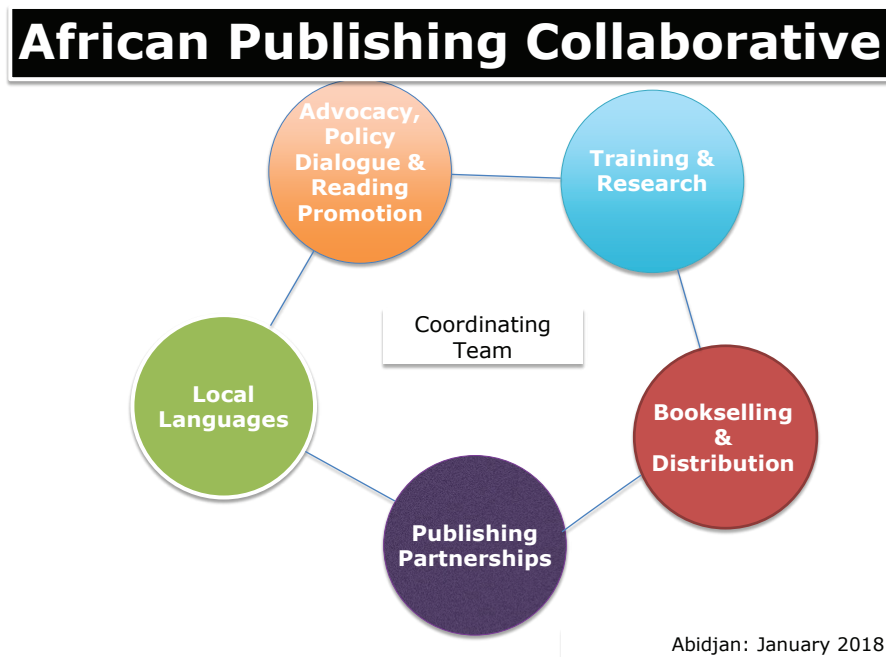 African Publishing Collaborative
Advocacy,
Policy
Dialogue &
Reading
Promotion
Training &
Research
Coordinating
Team
Local
Languages
Bookselling
&
Distribution
Publishing
Partnerships
Abidjan: January 2018